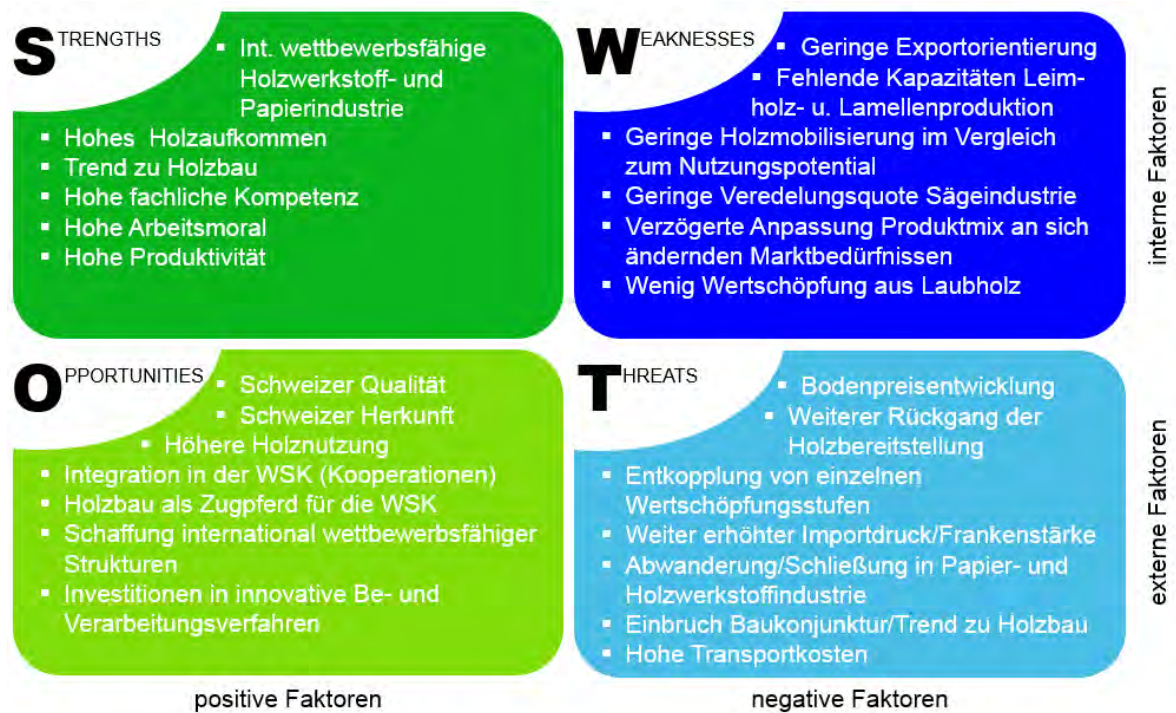 STRENGTHS
▪ Int. wettbewerbsfähige
Holzwerkstoff- und
Papierindustrie
▪ Hohes Holzaufkommen
▪ Trend zu Holzbau
▪ Hohe fachliche Kompetenz
▪ Hohe Arbeitsmoral
▪ Hohe Produktivität
WEAKNESSES
▪ Geringe Exportorientierung
▪ Fehlende Kapazitäten Leim-
holz- u. Lamellenproduktion
▪ Geringe Holzmobilisierung im Vergleich
zum Nutzungspotential
▪ Geringe Veredelungsquote Sägeindustrie
▪ Verzögerte Anpassung Produktmix an sich
ändernden Marktbedürfnissen
▪ Wenig Wertschöpfung aus Laubholz
interne Faktoren
OPPORTUNITIES
▪ Schweizer Qualität
▪ Schweizer Herkunft
▪ Höhere Holznutzung
▪ Integration in der WSK (Kooperationen)
▪ Holzbau als Zugpferd für die WSK
▪ Schaffung international wettbewerbsfähiger
Strukturen
▪ Investitionen in innovative Be- und
Verarbeitungsverfahren
THREATS
▪ Bodenpreisentwicklung
▪ Weiterer Rückgang der
Holzbereitstellung
▪ Entkopplung von einzelnen
Wertschöpfungsstufen
▪ Weiter erhöhter Importdruck/Frankenstärke
▪ Abwanderung/Schließung in Papier- und
Holzwerkstoffindustrie
▪ Einbruch Baukonjunktur/Trend zu Holzbau
▪ Hohe Transportkosten
externe Faktoren
positive Faktoren
negative Faktoren